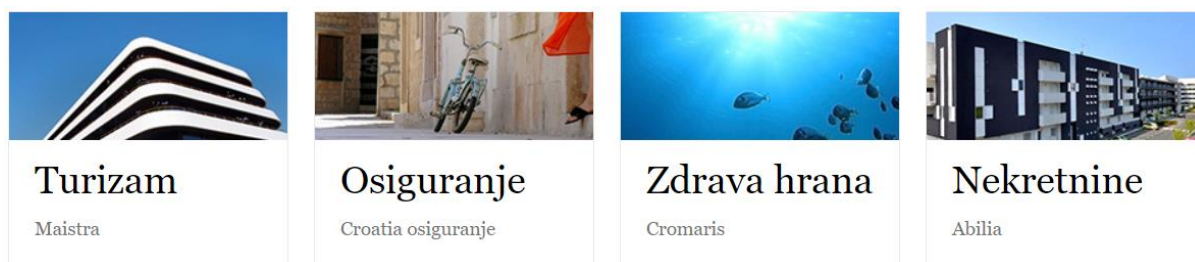 Turizam
Maistra
Osiguranje
Croatia osiguranje
Zdrava hrana
Cromaris
Nekretnine
Abilia